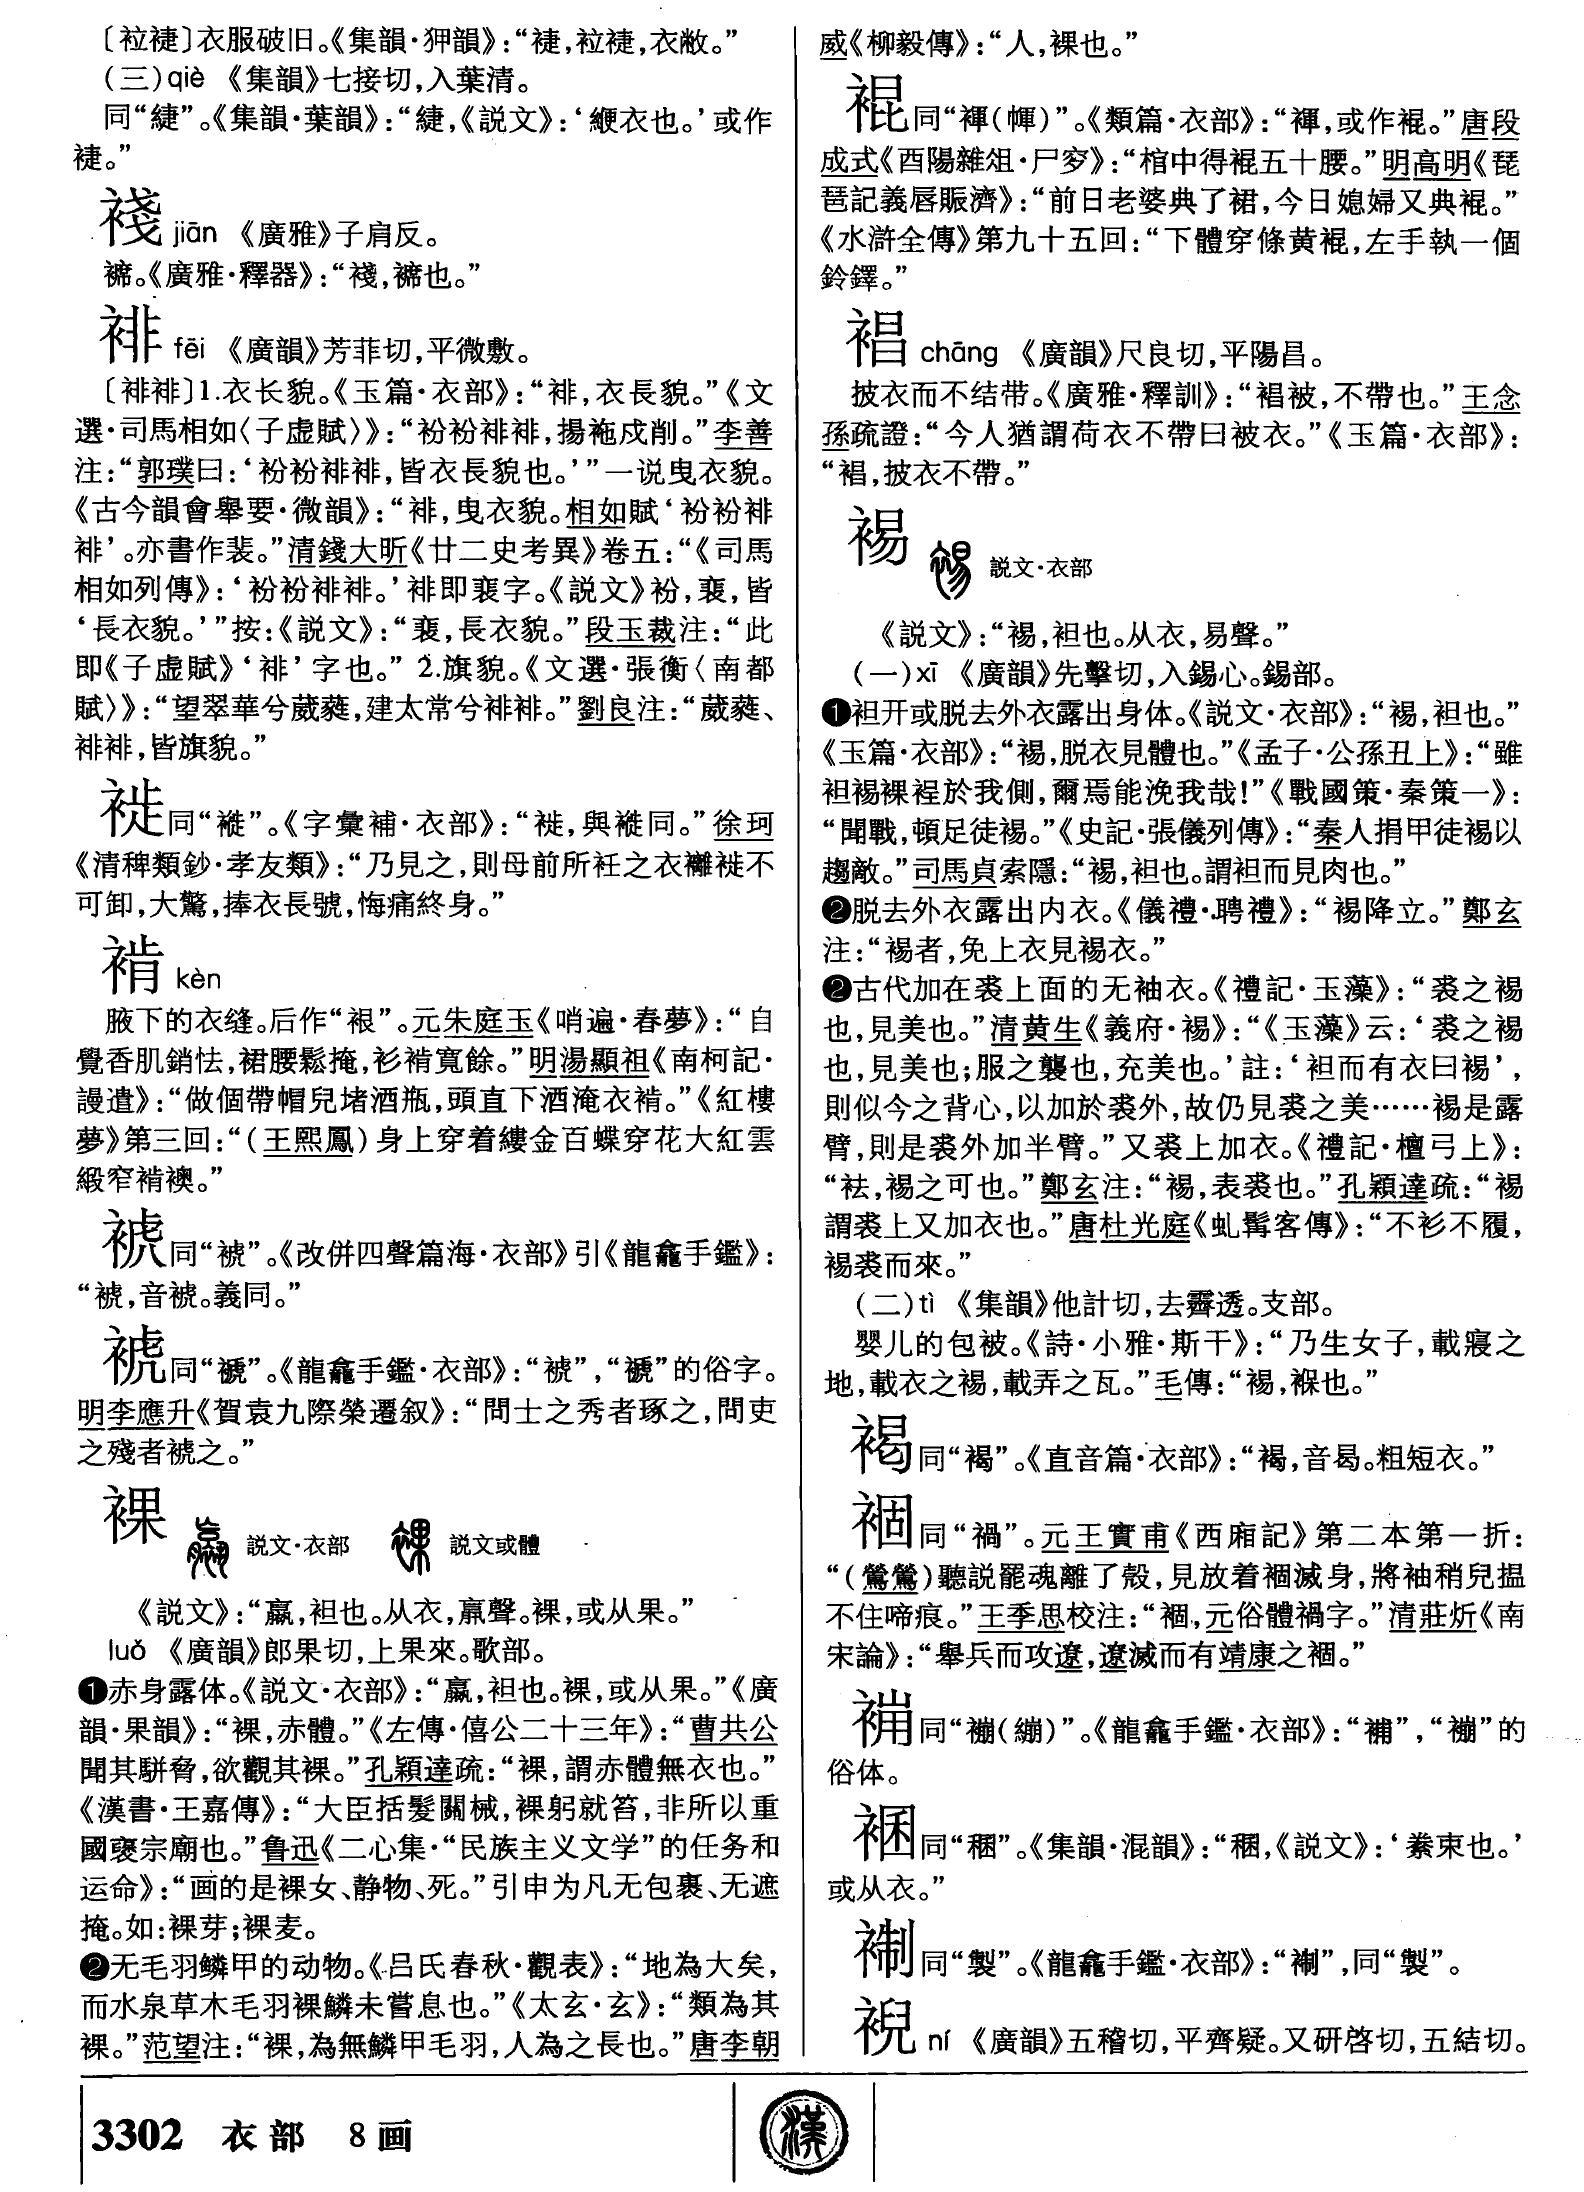 〔𥘵䙎〕衣服破旧。《集韻·狎韻》：“䙎，𥘵䙎，衣敝。”
（三）qiè 《集韻》七接切，入葉清。
同“緁”。《集韻·葉韻》：“緁，《説文》：‘緶衣也。’或作
䙎。”
䙁 jiān 《廣雅》子肩反。
䙁，《廣雅·釋器》：“䙁，也。”
裶 fēi 《廣韻》芳菲切，平微敷。
〔裶裶〕1.衣长貌。《玉篇·衣部》：“裶，衣長貌。”《文
選·司馬相如〈子虚賦〉》：“衯衯裶裶，揚袘戌削。”李善
注：“郭璞曰：‘衯衯裶裶，皆衣長貌也。’”一说曳衣貌。
《古今韻會舉要·微韻》：“裶，曳衣貌。相如賦‘衯衯裶
裶’。亦書作裴。”清錢大昕《廿二史考異》卷五：“《司馬
相如列傳》：‘衯衯裶裶。’裶即裵字。《説文》衯，裵，皆
‘長衣貌。’”按：《説文》：“裵，長衣貌。”段玉裁注：“此
即《子虚賦》‘裶’字也。” 2.旗貌。《文選·張衡〈南都
賦〉》：“望翠華兮葳蕤，建太常兮裶裶。”劉良注：“葳蕤、
裶裶，皆旗貌。”
同“褷”。《字彙補·衣部》：“，與褷同。”徐珂
《清稗類鈔·孝友類》：“乃見之，則母前所衽之衣不
可卸，大驚，捧衣長號，悔痛終身。”
裉 kèn
腋下的衣缝。后作“裉”。元朱庭玉《哨遍·春夢》：“自
覺香肌銷怯，裙腰鬆掩，衫褃寬餘。”明湯顯祖《南柯記·
謾遣》：“做個帶帽兒堵酒瓶，頭直下酒淹衣褃。”《紅樓
夢》第三回：“（王熙鳳）身上穿着縷金百蝶穿花大紅雲
緞窄褃襖。”
同“”。《改併四聲篇海·衣部》引《龍龕手鑑》：
“，音。義同。”
同“褫”。《龍龕手鑑·衣部》：“”，“褫”的俗字。
明李應升《賀袁九際榮遷叙》：“問士之秀者琢之，問吏
之殘者之。”
裸 説文·衣部 説文或體
《説文》：“臝，袒也。从衣，𣎆聲。裸，或从果。”
luǒ 《廣韻》郎果切，上果來。歌部。
❶赤身露体。《説文·衣部》：“臝，袒也。裸，或从果。”《廣
韻·果韻》：“裸，赤體。”《左傳·僖公二十三年》：“曹共公
聞其駢脅，欲觀其裸。”孔穎達疏：“裸，謂赤體無衣也。”
《漢書·王嘉傳》：“大臣括髮關械，裸躬就笞，非所以重
國褻宗廟也。”鲁迅《二心集·“民族主义文学”的任务和
运命》：“画的是裸女、静物、死。”引申为凡无包裹、无遮
掩。如：裸芽；裸麦。
❷无毛羽鳞甲的动物。《吕氏春秋·觀表》：“地為大矣，
而水泉草木毛羽裸鱗未嘗息也。”《太玄·玄》：“類為其
裸。”范望注：“裸，為無鱗甲毛羽，人為之長也。”唐李朝
威《柳毅傳》：“人，裸也。”
裩 同“褌（㡓）”。《類篇·衣部》：“褌，或作裩。”唐段
成式《酉陽雜俎·尸穸》：“棺中得裩五十腰。”明高明《琵
琶記義唇賑濟》：“前日老婆典了裙，今日媳婦又典裩。”
《水滸全傳》第九十五回：“下體穿條黄裩，左手執一個
鈴鐸。”
裮 chāng 《廣韻》尺良切，平陽昌。
披衣而不结带。《廣雅·釋訓》：“裮被，不帶也。”王念
孫疏證：“今人猶謂荷衣不帶曰被衣。”《玉篇·衣部》：
“裮，披衣不帶。”
裼 説文·衣部
《説文》：“裼，袒也。从衣，易聲。”
（一）xī 《廣韻》先擊切，入錫心。錫部。
❶袒开或脱去外衣露出身体。《説文·衣部》：“裼，袒也。”
《玉篇·衣部》：“裼，脱衣見體也。”《孟子·公孫丑上》：“雖
袒裼裸裎於我側，爾焉能浼我哉！”《戰國策·秦策一》：
“聞戰，頓足徒裼。”《史記·張儀列傳》：“秦人捐甲徒裼以
趨敵。”司馬貞索隱：“裼，袒也。謂袒而見肉也。”
❷脱去外衣露出内衣。《儀禮·聘禮》：“裼降立。”鄭玄
注：“裼者，免上衣見裼衣。”
❷古代加在裘上面的无袖衣。《禮記·玉藻》：“裘之裼
也，見美也。”清黄生《義府·裼》：“《玉藻》云：‘裘之裼
也，見美也；服之襲也，充美也。’註：‘袒而有衣曰裼’，
則似今之背心，以加於裘外，故仍見裘之美……裼是露
臂，則是裘外加半臂。”又裘上加衣。《禮記·檀弓上》：
“袪，裼之可也。”鄭玄注：“裼，表裘也。”孔穎達疏：“裼
謂裘上又加衣也。”唐杜光庭《虬髯客傳》：“不衫不履，
裼裘而來。”
（二）tì 《集韻》他計切，去霽透。支部。
婴儿的包被。《詩·小雅·斯干》：“乃生女子，載寢之
地，載衣之裼，載弄之瓦。”毛傳：“裼，褓也。”
同“褐”。《直音篇·衣部》：“褐，音曷。粗短衣。”
同“禍”。元王實甫《西廂記》第二本第一折：
“（鶯鶯）聽説罷魂離了殼，見放着滅身，將袖稍兒揾
不住啼痕。”王季思校注：“，元俗體禍字。”清莊炘《南
宋論》：“舉兵而攻遼，遼滅而有靖康之。”
同“繃（綳）”。《龍龕手鑑·衣部》：“”，“”的
俗体。
裍 同“稇”。《集韻·混韻》：“稇，《説文》：‘絭束也。’
或从衣。”
同“製”。《龍龕手鑑·衣部》：“”，同“製”。
䘽 ní 《廣韻》五稽切，平齊疑。又研啓切，五結切。
3302 衣部 8画
漢